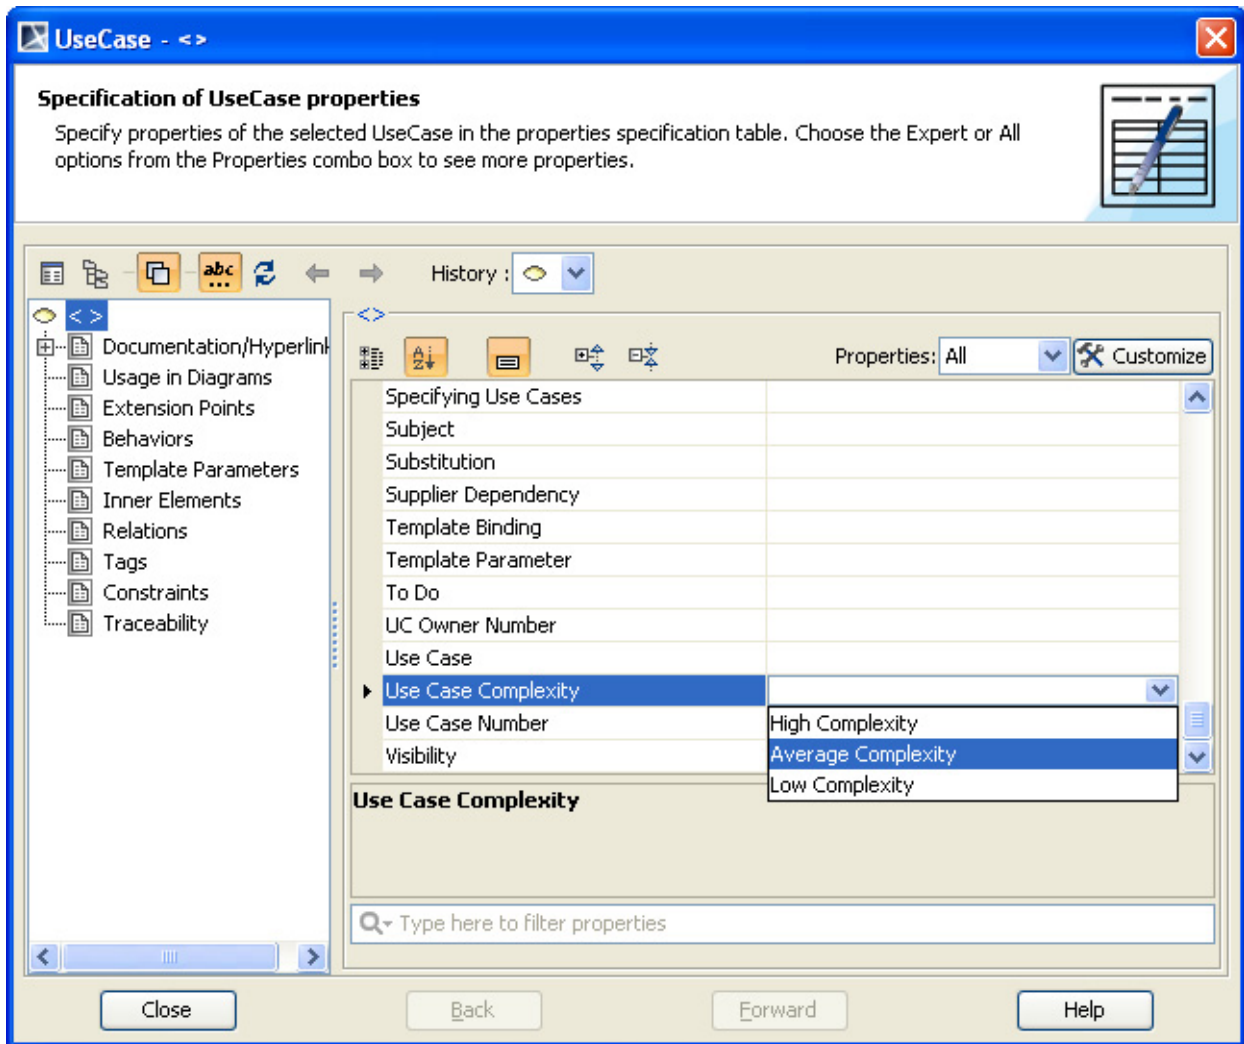 UseCase - <>
Specification of UseCase properties
Specify properties of the selected UseCase in the properties specification table. Choose the Expert or All
options from the Properties combo box to see more properties.
abc
History :
< >
Documentation/Hyperlink
Usage in Diagrams
Extension Points
Behaviors
Template Parameters
Inner Elements
Relations
Tags
Constraints
Traceability
<>
A
Z
Properties: All
Customize
Specifying Use Cases
Subject
Substitution
Supplier Dependency
Template Binding
Template Parameter
To Do
UC Owner Number
Use Case
Use Case Complexity
Use Case Number
Visibility
High Complexity
Average Complexity
Low Complexity
Use Case Complexity
Type here to filter properties
Close
Back
Forward
Help